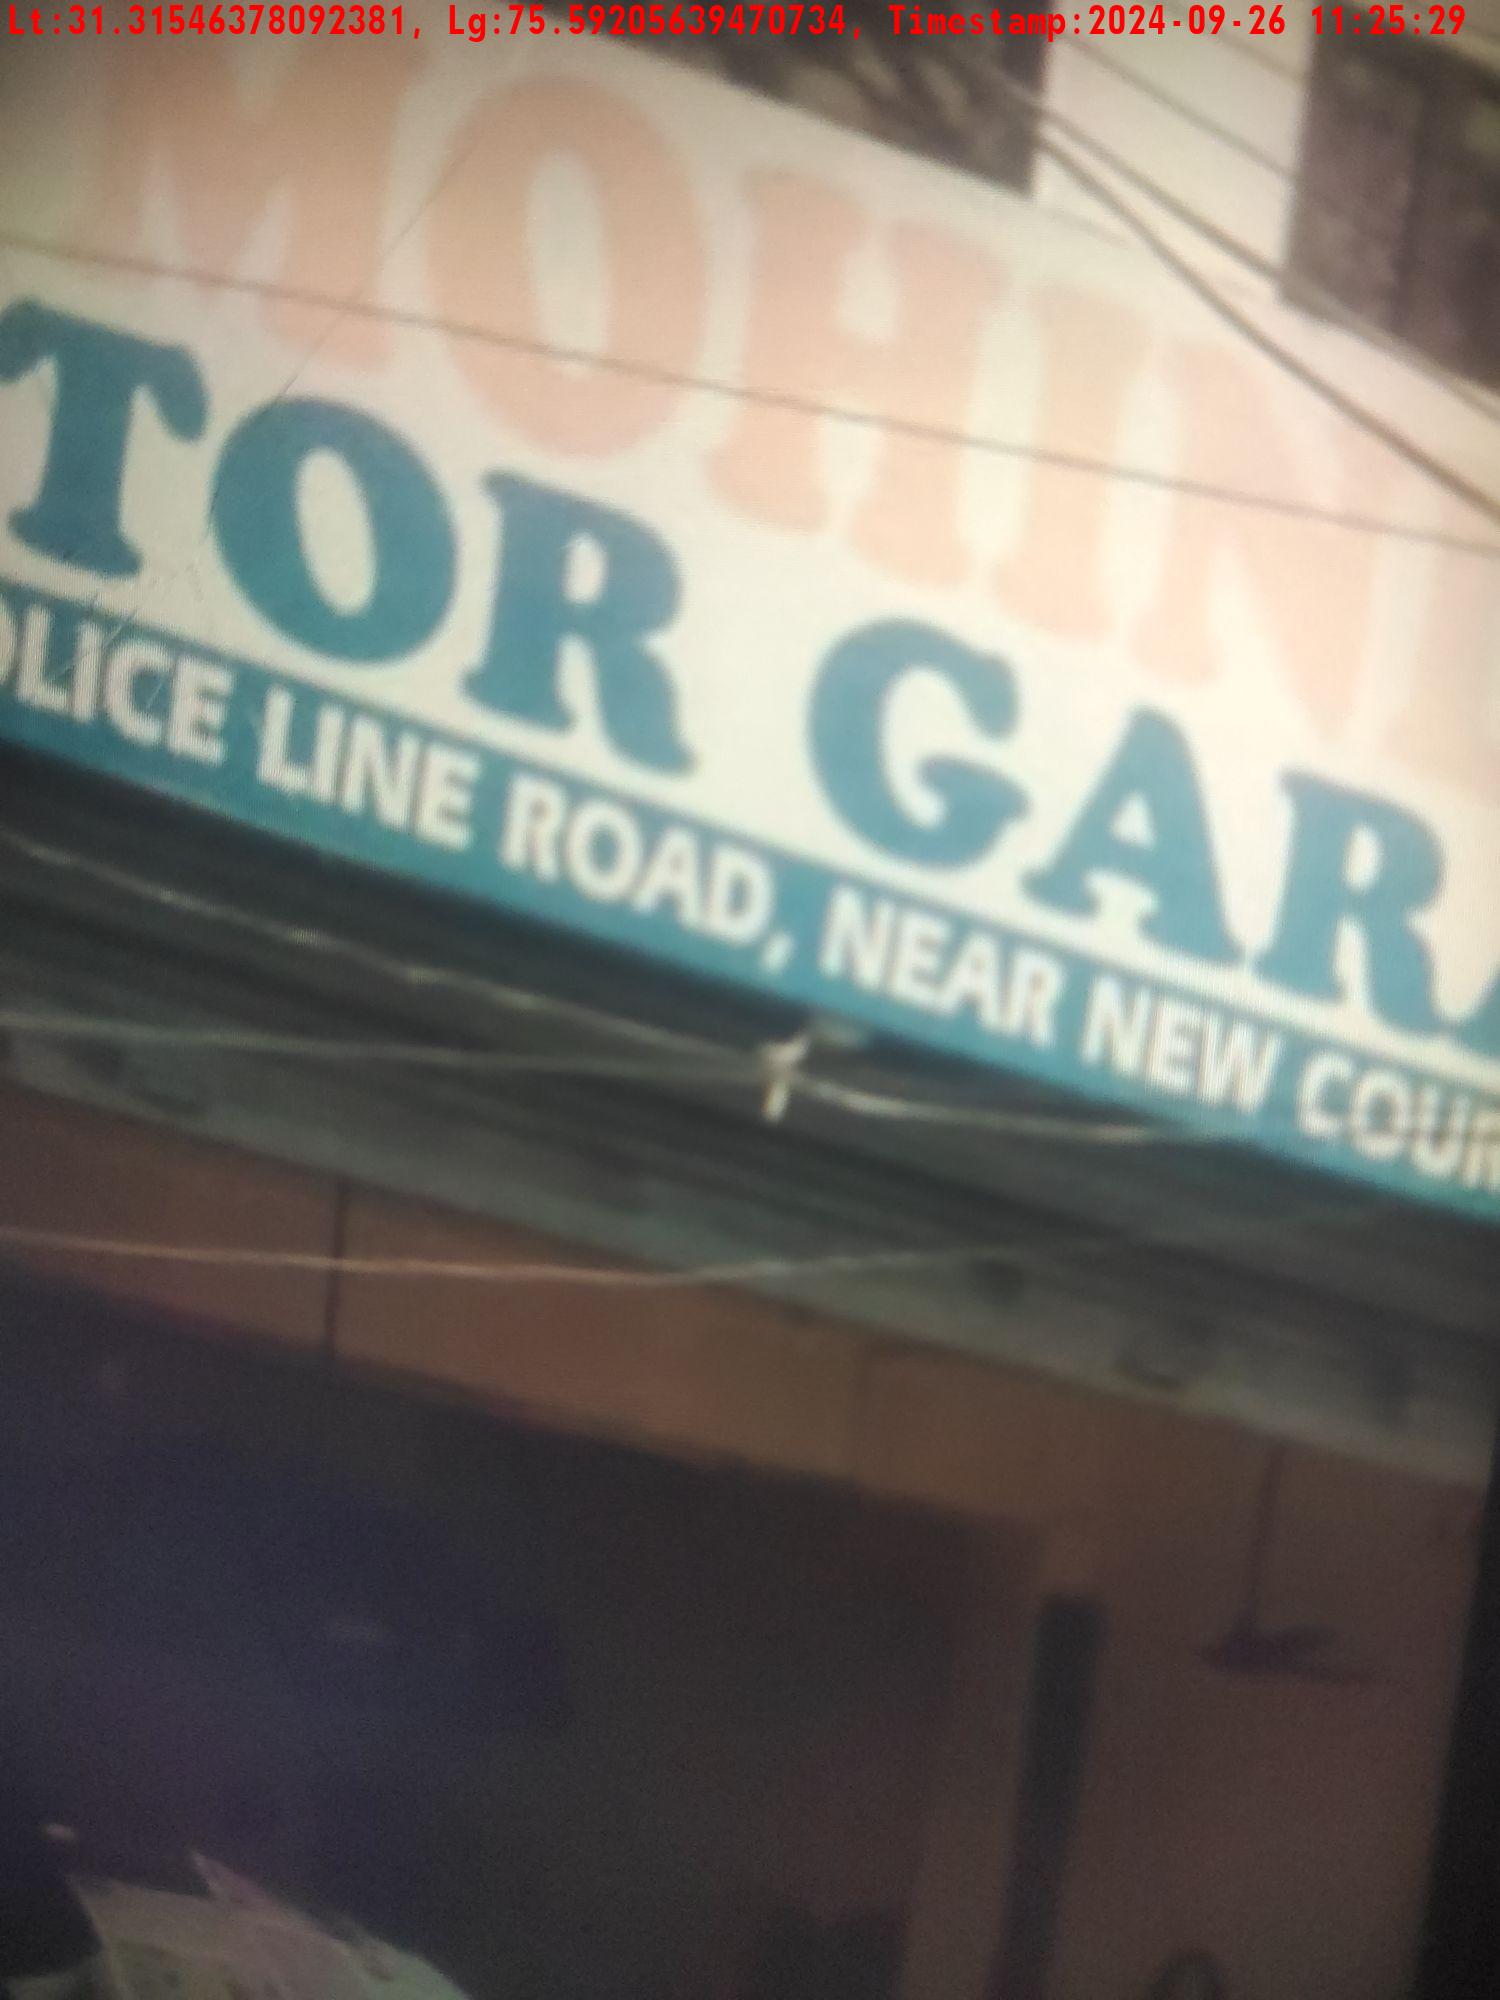 Lt:31.31546378092381, Lg:75.59205639470734, Timestamp:2024-09-26 11:25:29
MOHIN
TOR GARA
OLICE LINE ROAD, NEAR NEW COUR